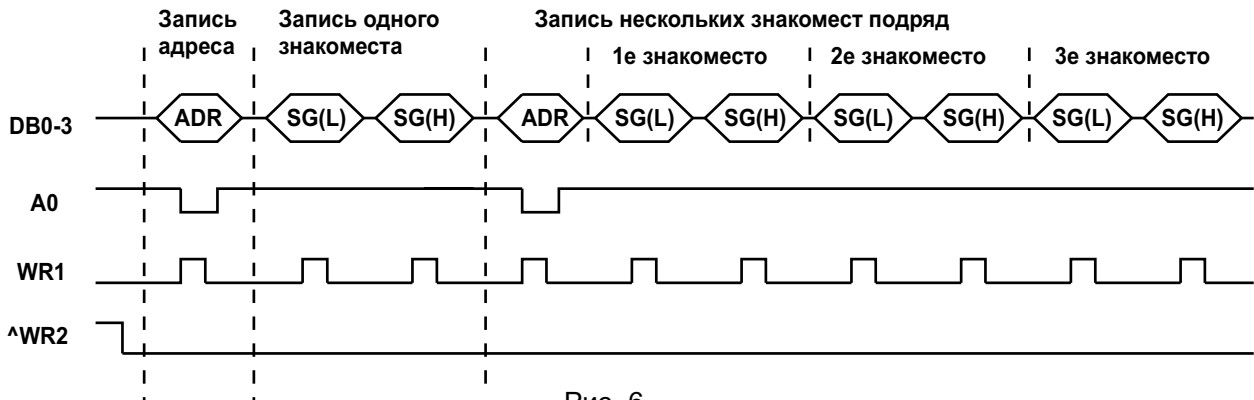 Запись адреса
Запись одного знакоместа
Запись нескольких знакомест подряд
1е знакоместо
2е знакоместо
3е знакоместо
DB0-3
ADR
SG(L)
SG(H)
ADR
SG(L)
SG(H)
SG(L)
SG(H)
SG(L)
SG(H)
A0
WR1
^WR2
Рис. 6